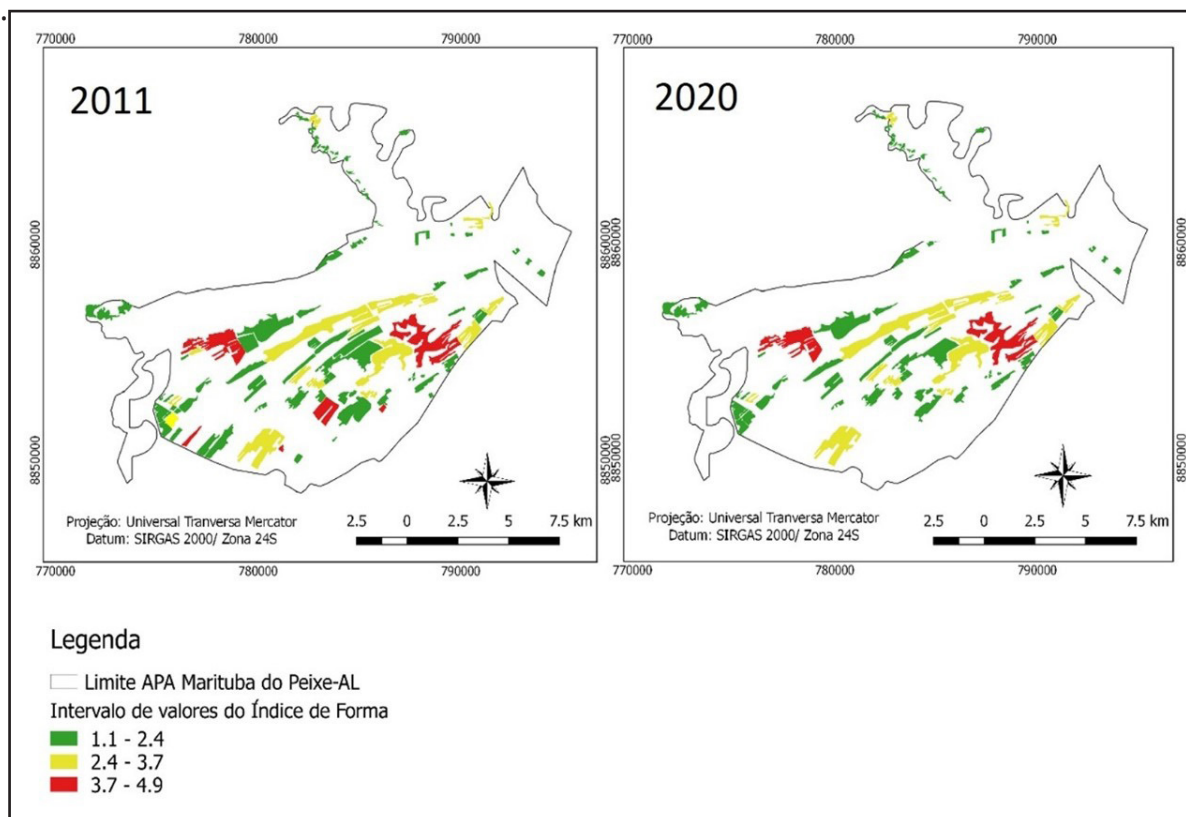 770000 780000 790000
770000 780000 790000
2011
2020
8860000
8860000
8860000
8850000
8850000
8850000
Projeção: Universal Tranversa Mercator
Datum: SIRGAS 2000/ Zona 24S
2.5 0 2.5 5 7.5 km
Projeção: Universal Tranversa Mercator
Datum: SIRGAS 2000/ Zona 24S
2.5 0 2.5 5 7.5 km
770000 780000 790000
770000 780000 790000
Legenda
Limite APA Marituba do Peixe-AL
Intervalo de valores do Índice de Forma
1.1 - 2.4
2.4 - 3.7
3.7 - 4.9